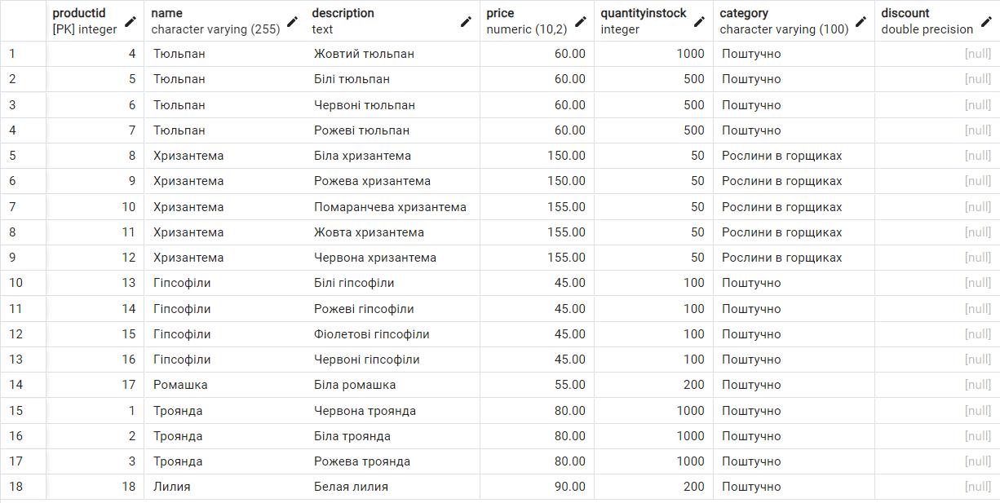 productid name description price quantityinstock category discount
[PK] integer character varying (255) text numeric (10,2) integer character varying (100) double precision
1 4 Тюльпан Жовтий тюльпан 60.00 1000 Поштучно [null]
2 5 Тюльпан Білі тюльпан 60.00 500 Поштучно [null]
3 6 Тюльпан Червоні тюльпан 60.00 500 Поштучно [null]
4 7 Тюльпан Рожеві тюльпан 60.00 500 Поштучно [null]
5 8 Хризантема Біла хризантема 150.00 50 Рослини в горщиках [null]
6 9 Хризантема Рожева хризантема 150.00 50 Рослини в горщиках [null]
7 10 Хризантема Помаранчева хризантема 155.00 50 Рослини в горщиках [null]
8 11 Хризантема Жовта хризантема 155.00 50 Рослини в горщиках [null]
9 12 Хризантема Червона хризантема 155.00 50 Рослини в горщиках [null]
10 13 Гіпсофіли Білі гіпсофіли 45.00 100 Поштучно [null]
11 14 Гіпсофіли Рожеві гіпсофіли 45.00 100 Поштучно [null]
12 15 Гіпсофіли Фіолетові гіпсофіли 45.00 100 Поштучно [null]
13 16 Гіпсофіли Червоні гіпсофіли 45.00 100 Поштучно [null]
14 17 Ромашка Біла ромашка 55.00 200 Поштучно [null]
15 1 Троянда Червона троянда 80.00 1000 Поштучно [null]
16 2 Троянда Біла троянда 80.00 1000 Поштучно [null]
17 3 Троянда Рожева троянда 80.00 1000 Поштучно [null]
18 18 Лилия Белая лилия 90.00 200 Поштучно [null]